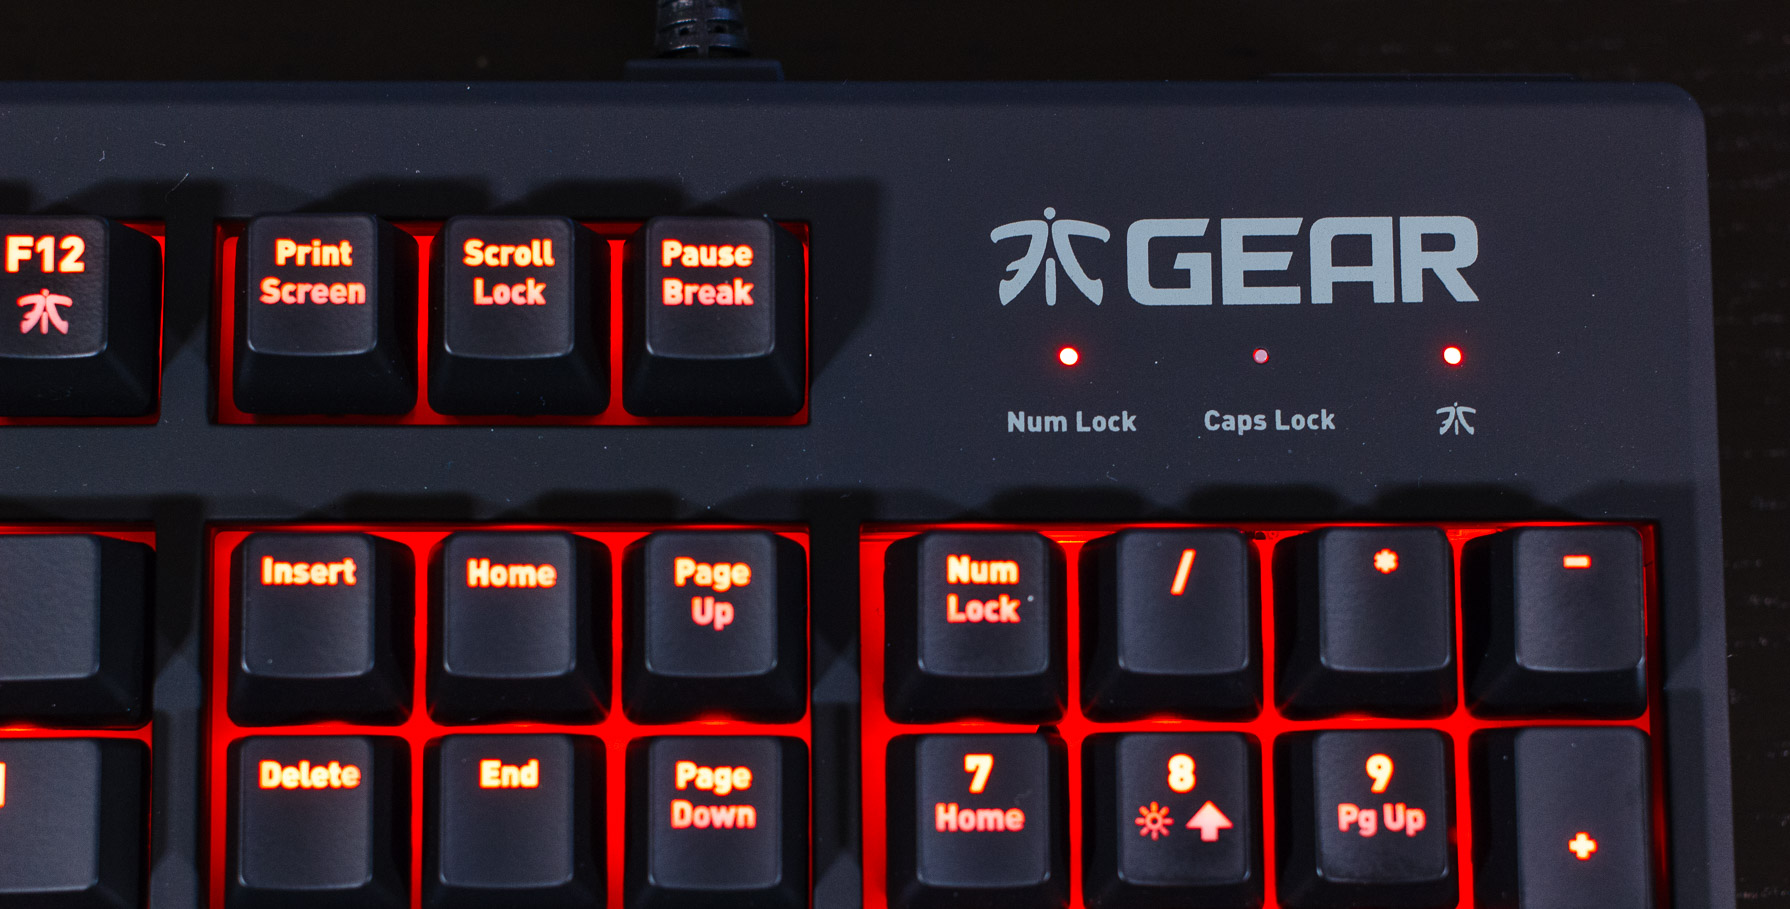 GEAR
F12
Print
Screen
Scroll
Lock
Pause
Break
Num Lock
Caps Lock
Insert
Home
Page
Up
Num
Lock
/
*
-
Delete
End
Page
Down
7
Home
8
9
Pg Up
+